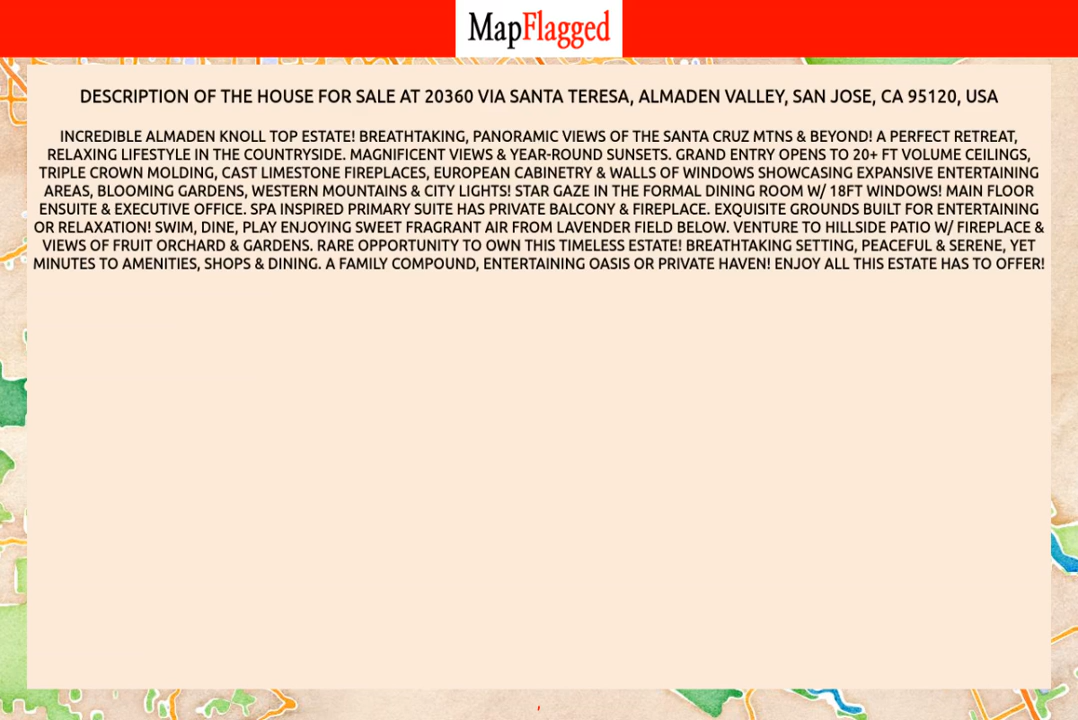 MapFlagged
DESCRIPTION OF THE HOUSE FOR SALE AT 20360 VIA SANTA TERESA, ALMADEN VALLEY, SAN JOSE, CA 95120, USA
INCREDIBLE ALMADEN KNOLL TOP ESTATE! BREATHTAKING, PANORAMIC VIEWS OF THE SANTA CRUZ MTNS & BEYOND! A PERFECT RETREAT,
RELAXING LIFESTYLE IN THE COUNTRYSIDE. MAGNIFICENT VIEWS & YEAR-ROUND SUNSETS. GRAND ENTRY OPENS TO 20+ FT VOLUME CEILINGS,
TRIPLE CROWN MOLDING, CAST LIMESTONE FIREPLACES, EUROPEAN CABINETRY & WALLS OF WINDOWS SHOWCASING EXPANSIVE ENTERTAINING
AREAS, BLOOMING GARDENS, WESTERN MOUNTAINS & CITY LIGHTS! STAR GAZE IN THE FORMAL DINING ROOM W/ 18FT WINDOWS! MAIN FLOOR
ENSUITE & EXECUTIVE OFFICE. SPA INSPIRED PRIMARY SUITE HAS PRIVATE BALCONY & FIREPLACE. EXQUISITE GROUNDS BUILT FOR ENTERTAINING
OR RELAXATION! SWIM, DINE, PLAY ENJOYING SWEET FRAGRANT AIR FROM LAVENDER FIELD BELOW. VENTURE TO HILLSIDE PATIO W/ FIREPLACE &
VIEWS OF FRUIT ORCHARD & GARDENS. RARE OPPORTUNITY TO OWN THIS TIMELESS ESTATE! BREATHTAKING SETTING, PEACEFUL & SERENE, YET
MINUTES TO AMENITIES, SHOPS & DINING. A FAMILY COMPOUND, ENTERTAINING OASIS OR PRIVATE HAVEN! ENJOY ALL THIS ESTATE HAS TO OFFER!
,